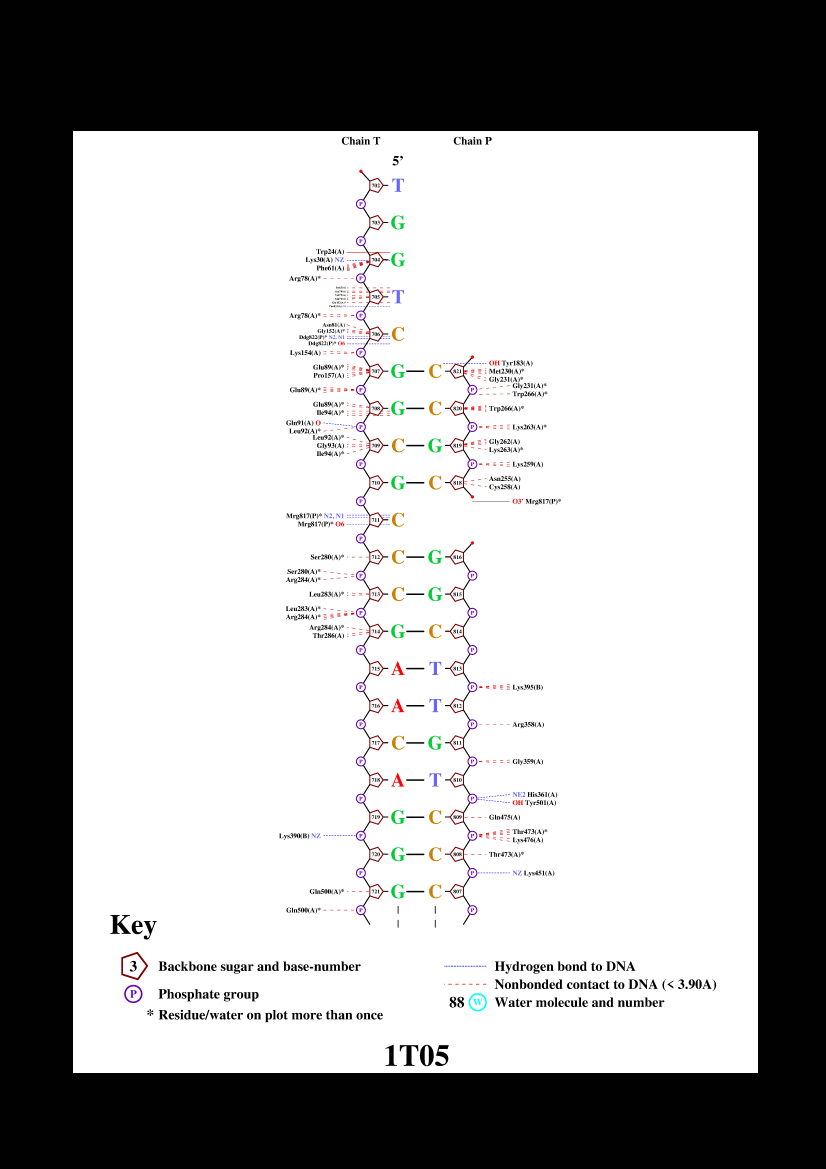 Chain T Chain P
5’
702 T
P
703 G
P
Trp24(A)
Lys30(A) NZ 704 G
Phe61(A)
Arg78(A)* P
705 T
Arg78(A)* P
Asn81(A)
Gly152(A)* 706 C
Ddg822(P)* N2, N1
Ddg822(P)* O6
Lys154(A) P
OH Tyr183(A)
Glu89(A)* 707 G C 821 Met230(A)*
Pro157(A) Gly231(A)*
Glu89(A)* P P Gly231(A)*
Trp266(A)*
Glu89(A)* 708 G C 820 Trp266(A)*
Ile94(A)*
Gln91(A) O P P Lys263(A)*
Leu92(A)*
Leu92(A)* Gly262(A)
Gly93(A) 709 C G 819 Lys263(A)*
Ile94(A)*
P P Lys259(A)
710 G C 818 Asn255(A)
Cys258(A)
P O3' Mrg817(P)*
Mrg817(P)* N2, N1 711 C
Mrg817(P)* O6
P
Ser280(A)* 712 C G 816
Ser280(A)* P P
Arg284(A)*
Leu283(A)* 713 C G 815
Leu283(A)* P P
Arg284(A)*
Arg284(A)* 714 G C 814
Thr286(A)
P P
715 A T 813
P P Lys395(B)
716 A T 812
P P Arg358(A)
717 C G 811
P P Gly359(A)
718 A T 810
P P NE2 His361(A)
OH Tyr501(A)
719 G C 809 Gln475(A)
Lys390(B) NZ P P Thr473(A)*
Lys476(A)
720 G C 808 Thr473(A)*
P P NZ Lys451(A)
Gln500(A)* 721 G C 807
Gln500(A)* P P
Key
3 Backbone sugar and base-number
P Phosphate group
* Residue/water on plot more than once
Hydrogen bond to DNA
Nonbonded contact to DNA (< 3.90A)
88 W Water molecule and number
1T05